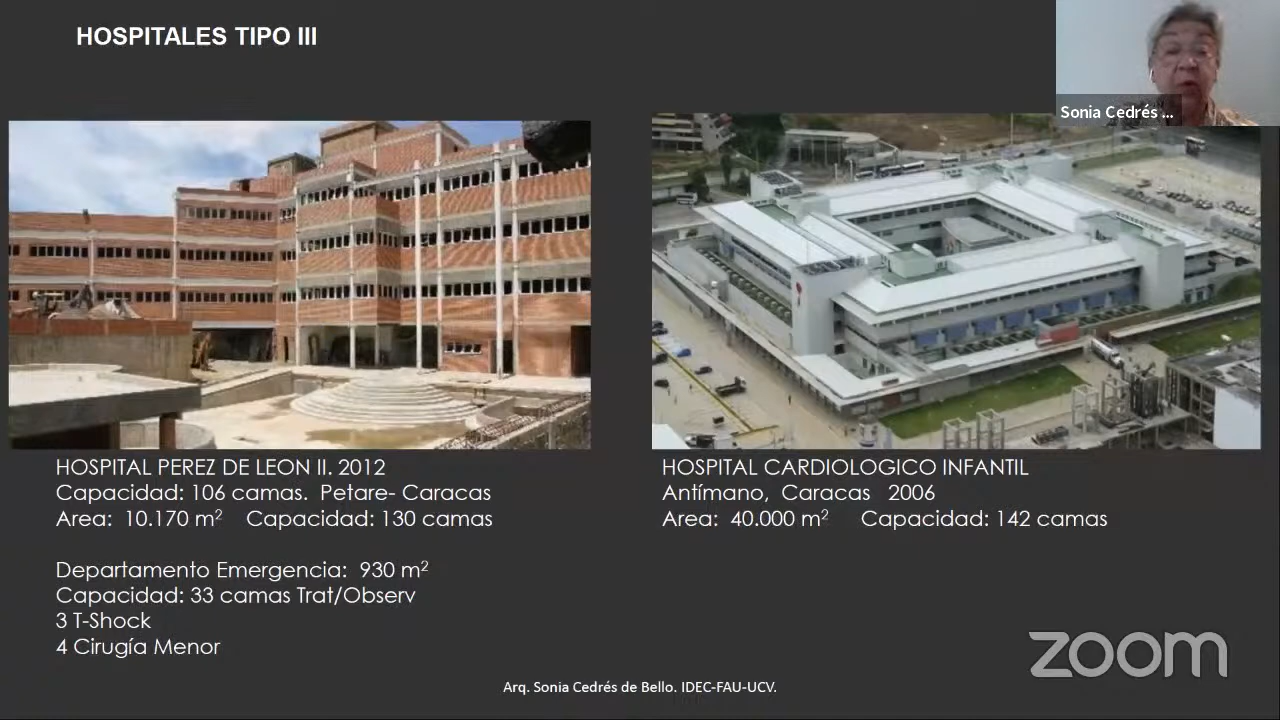 HOSPITALES TIPO III
Sonia Cedrés ...
HOSPITAL PEREZ DE LEON II. 2012
Capacidad: 106 camas. Petare- Caracas
Area: 10.170 m² Capacidad: 130 camas
Departamento Emergencia: 930 m²
Capacidad: 33 camas Trat/Observ
3 T-Shock
4 Cirugía Menor
HOSPITAL CARDIOLOGICO INFANTIL
Antímano, Caracas 2006
Area: 40.000 m² Capacidad: 142 camas
zoom
Arq. Sonia Cedrés de Bello. IDEC-FAU-UCV.